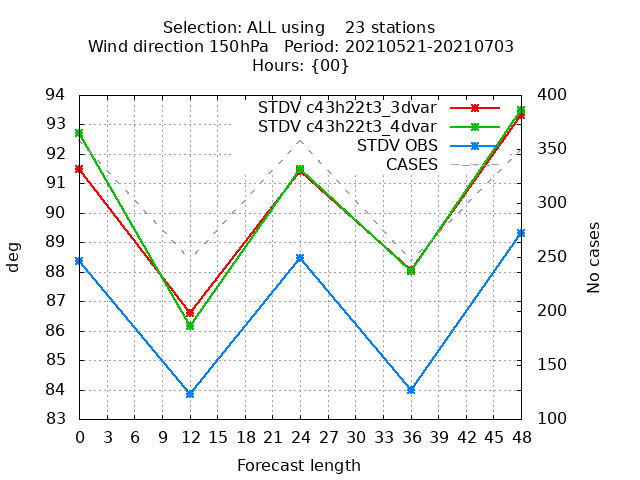 Selection: ALL using    23 stations
Wind direction 150hPa   Period: 20210521-20210703
Hours: {00}
STDV c43h22t3_3dvar
STDV c43h22t3_4dvar
STDV OBS
CASES
94
93
92
91
90
89
88
87
86
85
84
83
deg
400
350
300
250
200
150
100
No cases
0 3 6 9 12 15 18 21 24 27 30 33 36 39 42 45 48
Forecast length